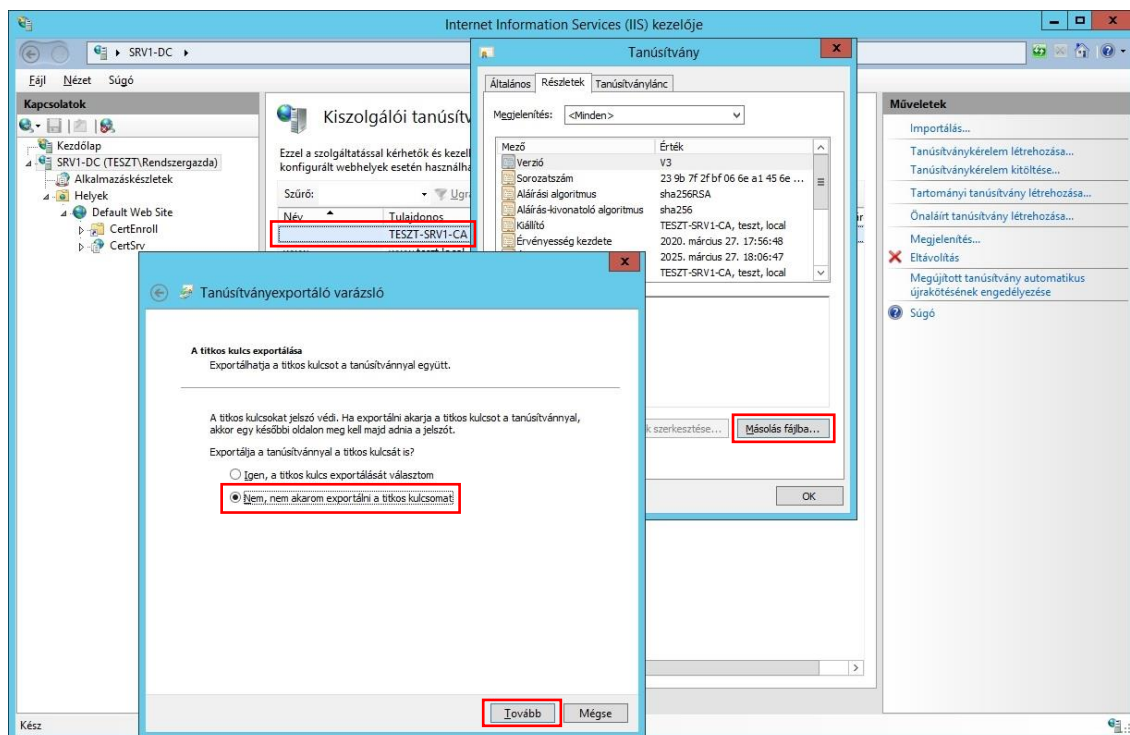 Internet Information Services (IIS) kezelője
SRV1-DC
Fájl Nézet Súgó
Kapcsolatok
Kezdőlap
SRV1-DC (TESZT\Rendszergazda)
Alkalmazáskészletek
Helyek
Default Web Site
CertEnroll
CertSrv
Kiszolgálói tanúsítv
Ezzel a szolgáltatással kérhetők és kezel
konfigurált webhelyek esetén használha
Szűrő:
Név Tulajdonos
TESZT-SRV1-CA
Tanúsítvány
Általános Részletek Tanúsítványlánc
Megjelenítés: <Minden>
Mező Érték
Verzió V3
Sorozatszám 23 9b 7f 2f bf 06 6e a1 45 6e ...
Aláírási algoritmus sha256RSA
Aláírás-kivonatoló algoritmus sha256
Kiállító TESZT-SRV1-CA, teszt, local
Érvényesség kezdete 2020. március 27. 17:56:48
2025. március 27. 18:06:47
TESZT-SRV1-CA, teszt, local
k szerkesztése... Másolás fájlba...
OK
Műveletek
Importálás...
Tanúsítványkérelem létrehozása...
Tanúsítványkérelem kitöltése...
Tartományi tanúsítvány létrehozása...
Önaláírt tanúsítvány létrehozása...
Megjelenítés...
Eltávolítás
Megújított tanúsítvány automatikus
újrakötésének engedélyezése
Súgó
Tanúsítványexportáló varázsló
A titkos kulcs exportálása
Exportálhatja a titkos kulcsot a tanúsítvánnyal együtt.
A titkos kulcsokat jelszó védi. Ha exportálni akarja a titkos kulcsot a tanúsítvánnyal,
akkor egy későbbi oldalon meg kell majd adnia a jelszót.
Exportálja a tanúsítvánnyal a titkos kulcsát is?
Igen, a titkos kulcs exportálását választom
Nem, nem akarom exportálni a titkos kulcsomat
Tovább Mégse
Kész